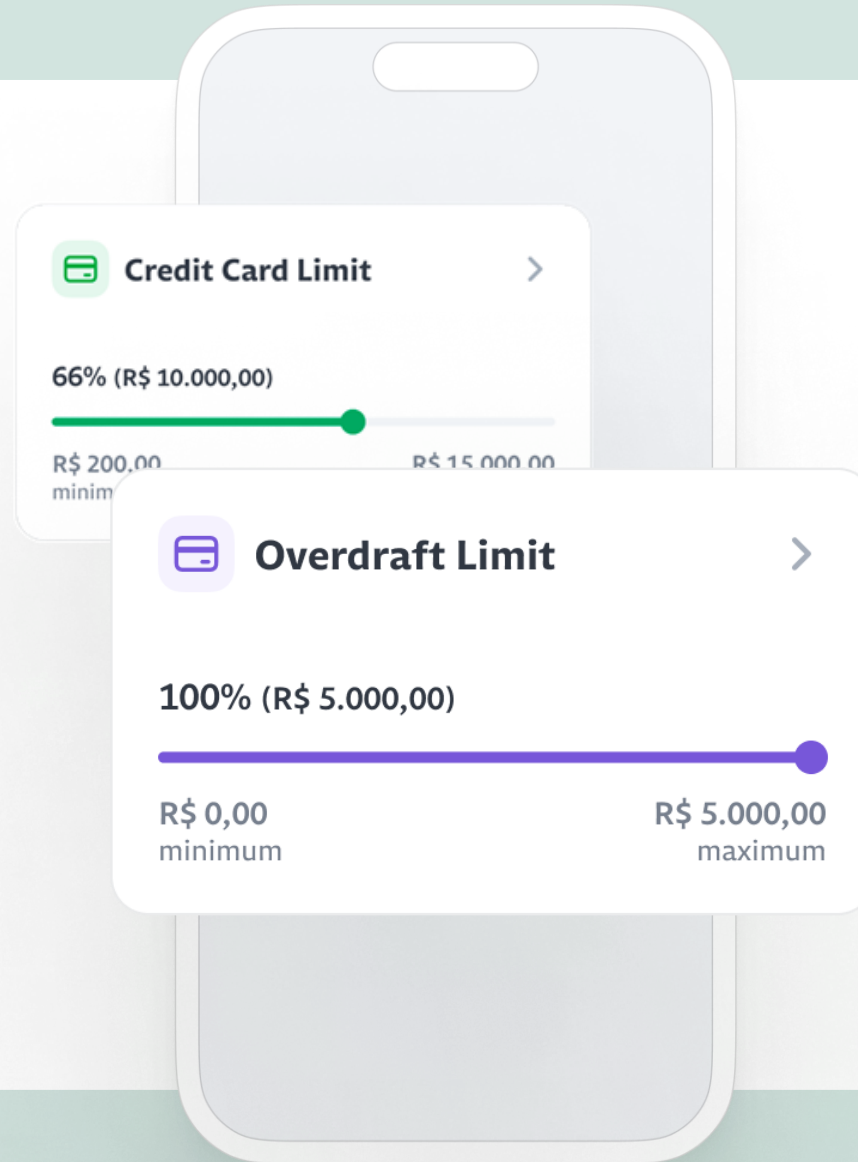 Credit Card Limit
66% (R$ 10.000,00)
R$ 200,00
R$ 15.000,00
Overdraft Limit
100% (R$ 5.000,00)
R$ 0,00
minimum
R$ 5.000,00
maximum